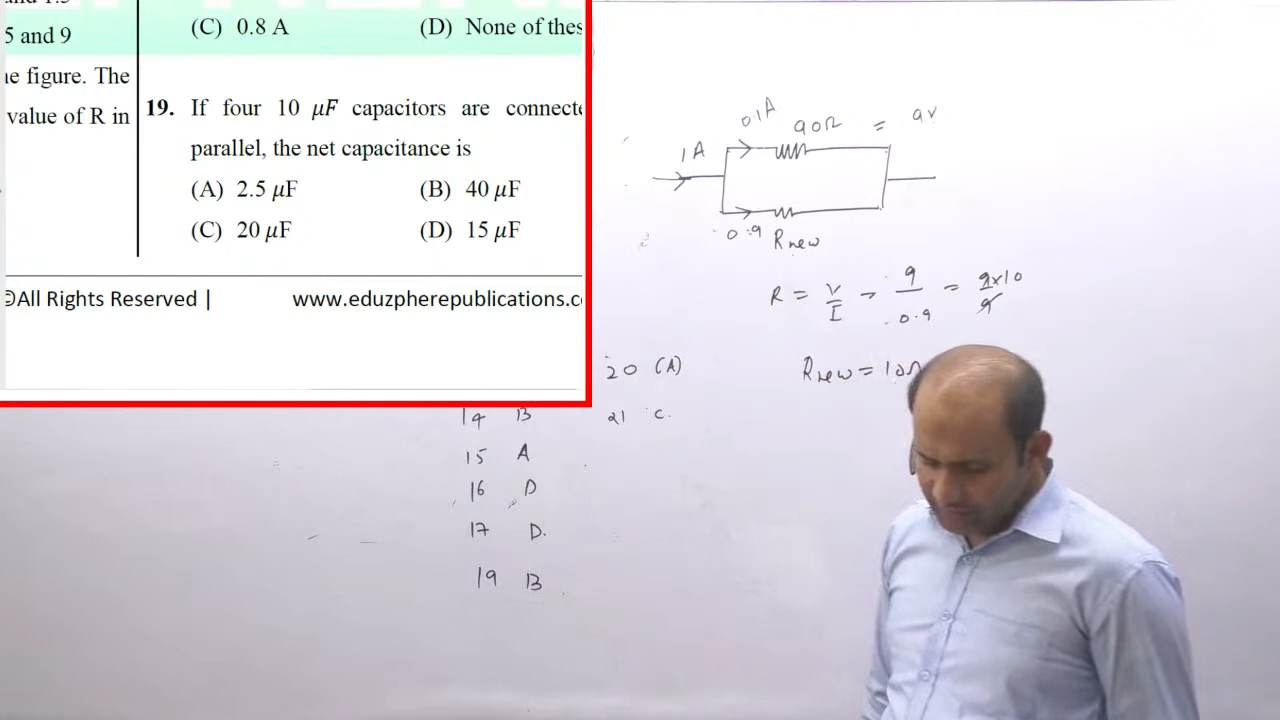 5 and 9
(C) 0.8 A (D) None of thes
e figure. The
value of R in
19. If four 10 μF capacitors are connecte
parallel, the net capacitance is
(A) 2.5 μF (B) 40 μF
(C) 20 μF (D) 15 μF
©All Rights Reserved | www.eduzpherepublications.c
0.1A
90Ω = 9V
1A
0.9
Rnew
R = V/I → 9/0.9 = 9x10/9
Rnew = 10Ω
20 (A)
14 B
21 C.
15 A
16 D
17 D.
19 B